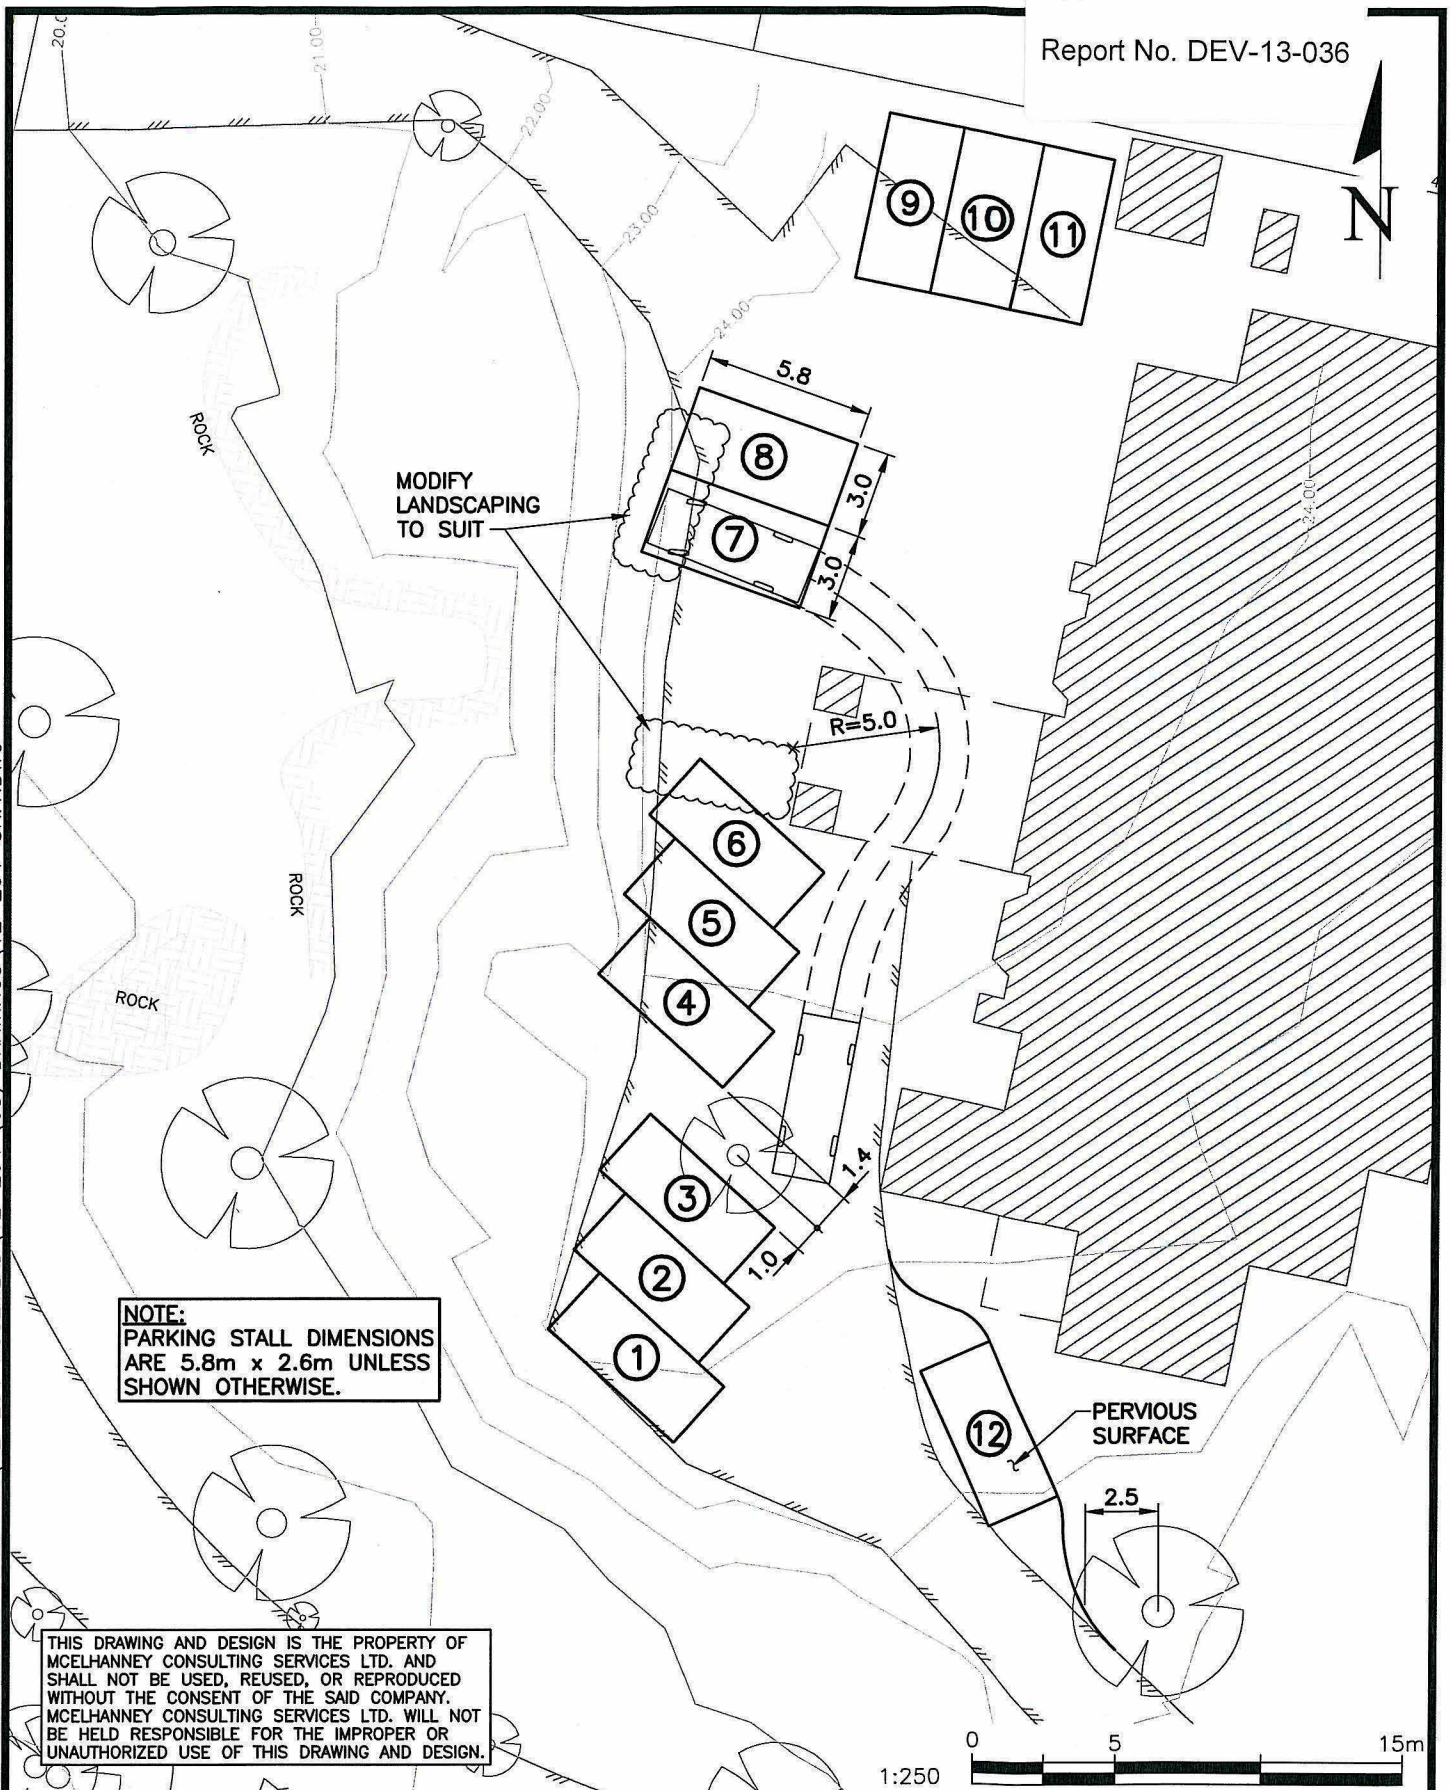 Report No. DEV-13-036
N
21.00
22.00
23.00
24.00
9
10
11
5.8
8
3.0
7
3.0
ROCK
MODIFY
LANDSCAPING
TO SUIT
24.00
R=5.0
6
5
4
ROCK
ROCK
3
2
1
1.4
1.0
NOTE:
PARKING STALL DIMENSIONS
ARE 5.8m x 2.6m UNLESS
SHOWN OTHERWISE.
12
PERVIOUS
SURFACE
2.5
THIS DRAWING AND DESIGN IS THE PROPERTY OF
MCELHANNEY CONSULTING SERVICES LTD. AND
SHALL NOT BE USED, REUSED, OR REPRODUCED
WITHOUT THE CONSENT OF THE SAID COMPANY.
MCELHANNEY CONSULTING SERVICES LTD. WILL NOT
BE HELD RESPONSIBLE FOR THE IMPROPER OR
UNAUTHORIZED USE OF THIS DRAWING AND DESIGN.
0 5 15m
1:250